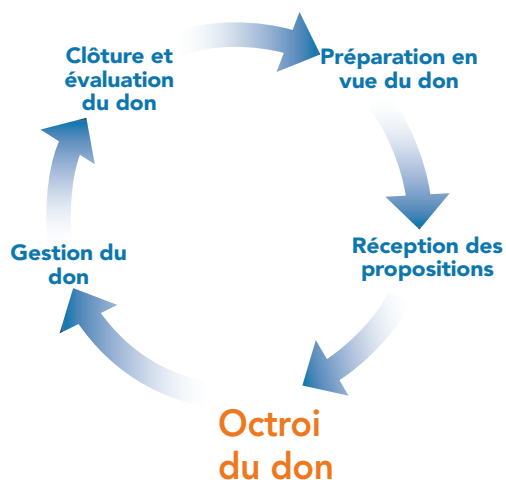 Clôture et
évaluation
du don
Préparation en
vue du don
Réception des
propositions
Octroi
du don
Gestion du
don